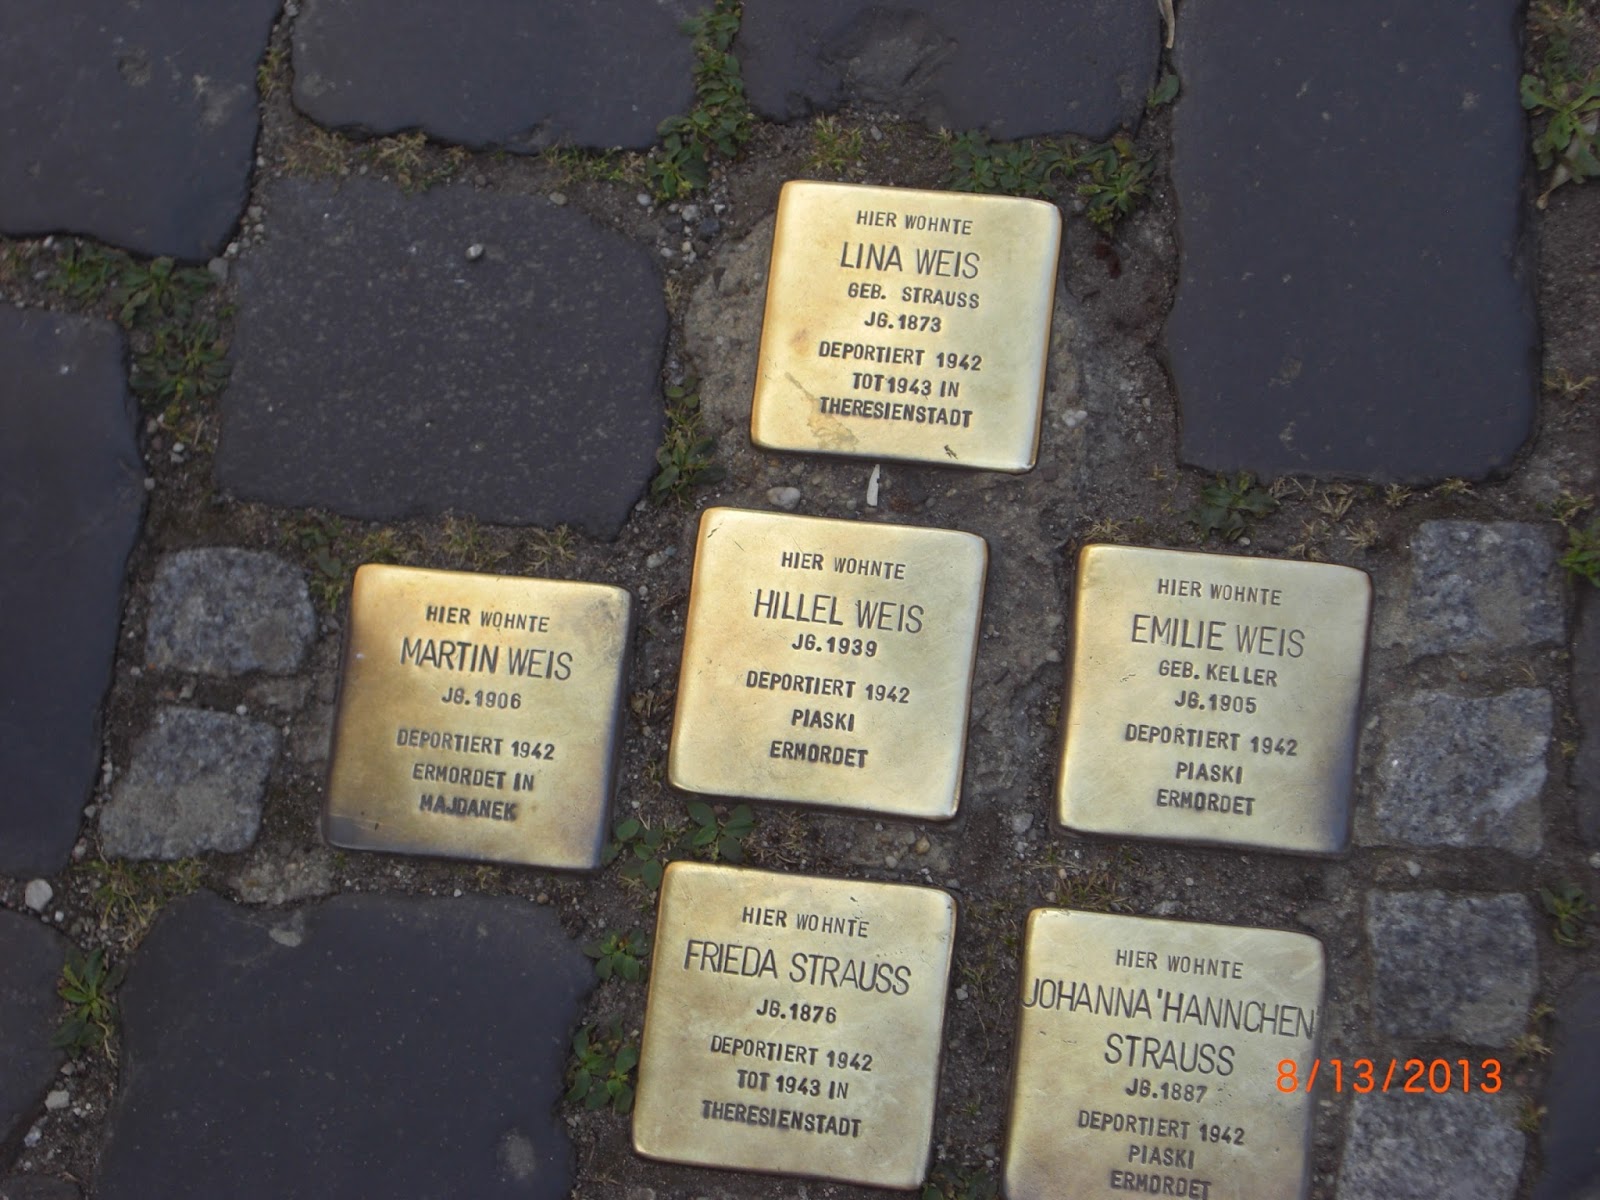 HIER WOHNTE
LINA WEIS
GEB. STRAUSS
JG.1873
DEPORTIERT 1942
TOT 1943 IN
THERESIENSTADT
HIER WOHNTE
MARTIN WEIS
JG.1906
DEPORTIERT 1942
ERMORDET IN
MAJDANEK
HIER WOHNTE
HILLEL WEIS
JG.1939
DEPORTIERT 1942
PIASKI
ERMORDET
HIER WOHNTE
EMILIE WEIS
GEB. KELLER
JG.1905
DEPORTIERT 1942
PIASKI
ERMORDET
HIER WOHNTE
FRIEDA STRAUSS
JG.1876
DEPORTIERT 1942
TOT 1943 IN
THERESIENSTADT
HIER WOHNTE
JOHANNA 'HANNCHEN'
STRAUSS
JG.1887
DEPORTIERT 1942
PIASKI
ERMORDET
8/13/2013